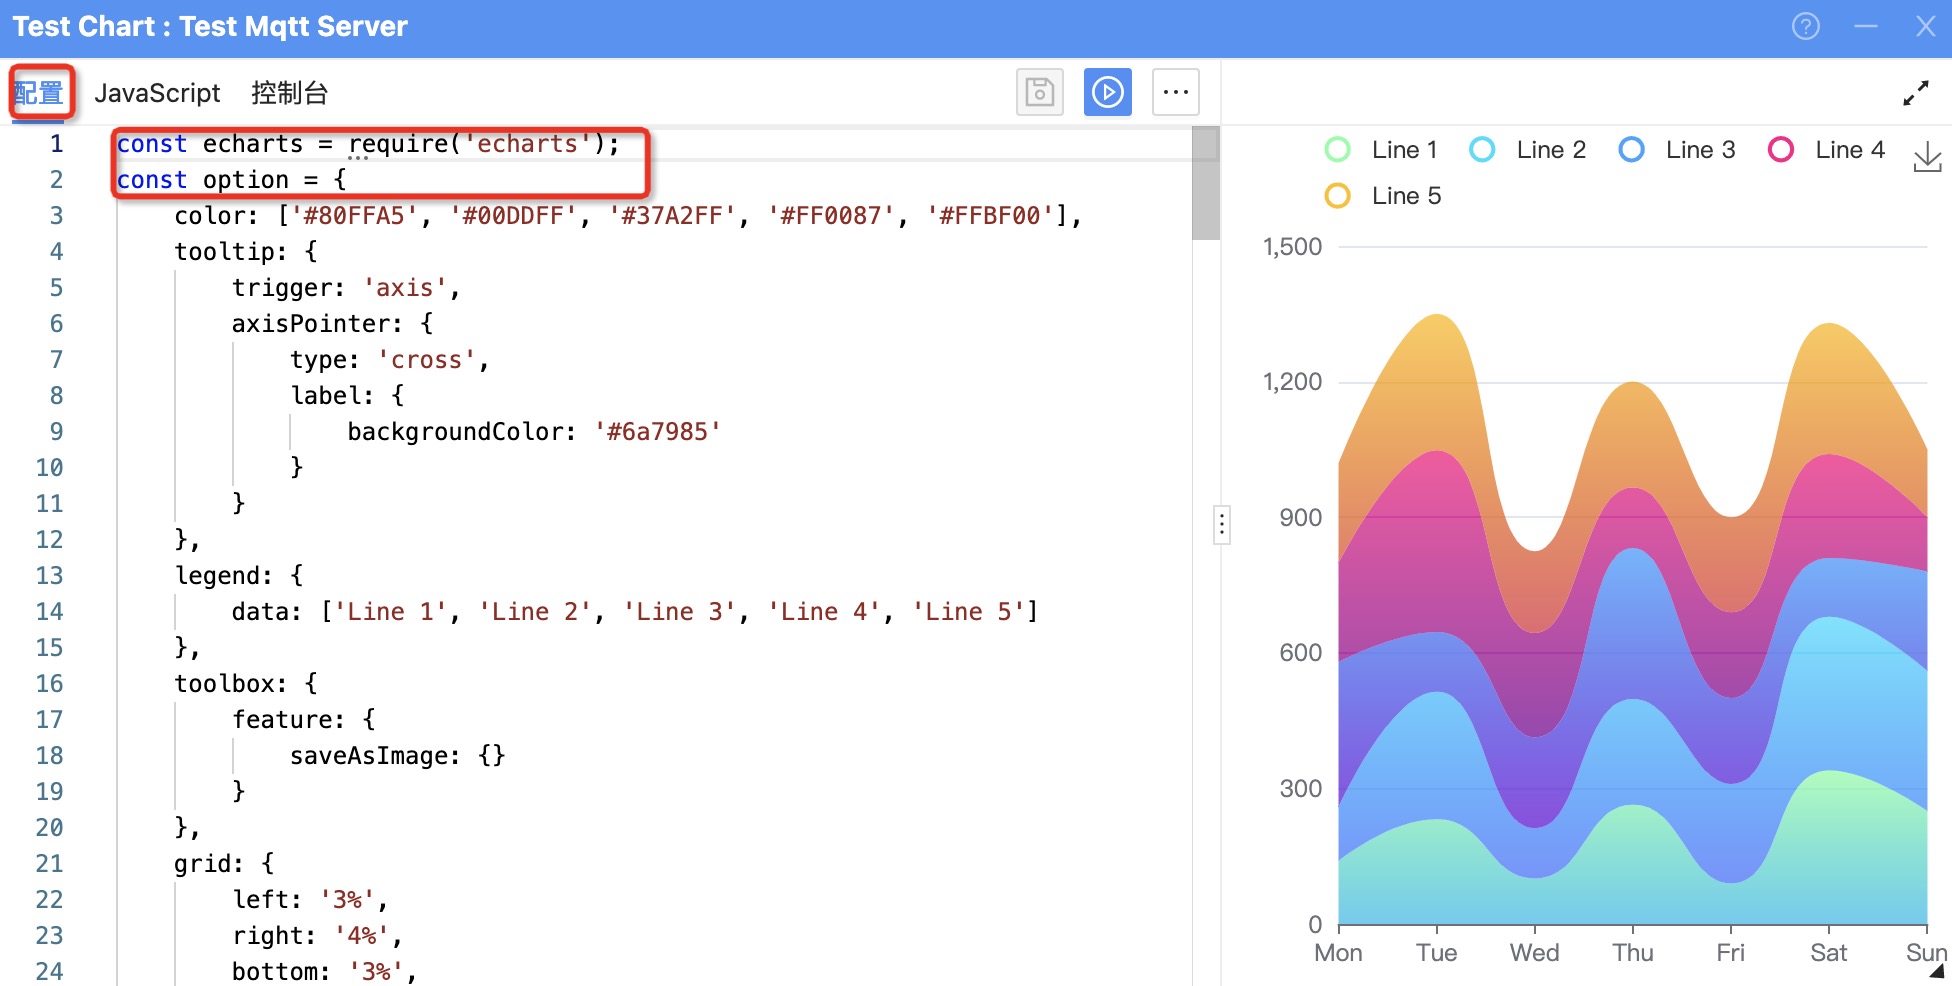 Test Chart : Test Mqtt Server
配置 JavaScript 控制台
1 const echarts = require('echarts');
2 const option = {
3 color: ['#80FFA5', '#00DDFF', '#37A2FF', '#FF0087', '#FFBF00'],
4 tooltip: {
5 trigger: 'axis',
6 axisPointer: {
7 type: 'cross',
8 label: {
9 backgroundColor: '#6a7985'
10 }
11 }
12 },
13 legend: {
14 data: ['Line 1', 'Line 2', 'Line 3', 'Line 4', 'Line 5']
15 },
16 toolbox: {
17 feature: {
18 saveAsImage: {}
19 }
20 },
21 grid: {
22 left: '3%',
23 right: '4%',
24 bottom: '3%',
Line 1 Line 2 Line 3 Line 4
Line 5
1,500
1,200
900
600
300
0
Mon Tue Wed Thu Fri Sat Sun